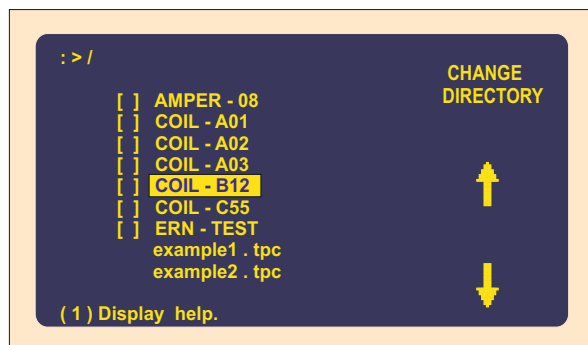 : > /
CHANGE
DIRECTORY
[ ] AMPER - 08
[ ] COIL - A01
[ ] COIL - A02
[ ] COIL - A03
[ ] COIL - B12
[ ] COIL - C55
[ ] ERN - TEST
example1 . tpc
example2 . tpc
( 1 ) Display help.